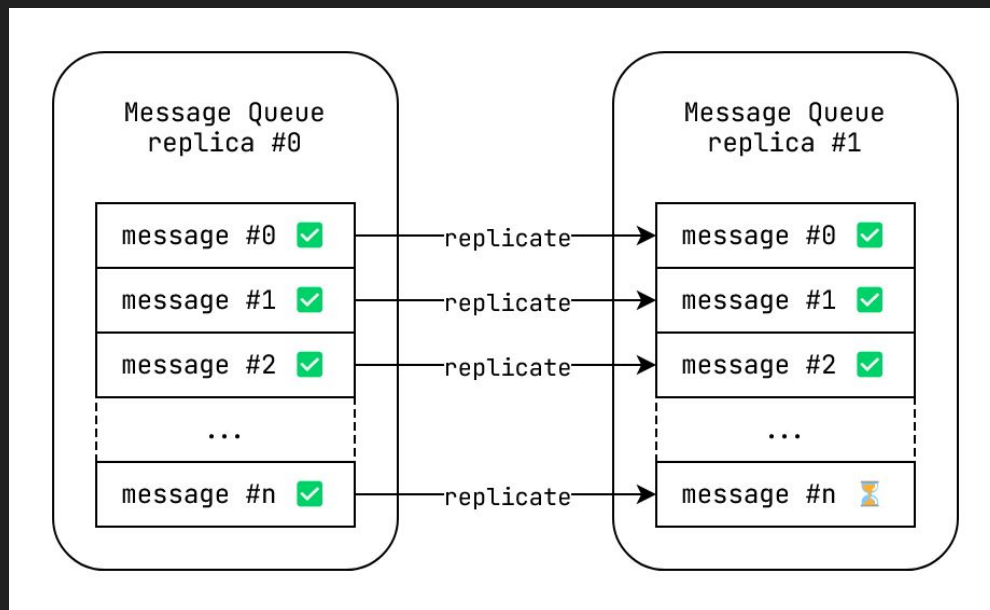 Message Queue
replica #0
Message Queue
replica #1
message #0 ✅
replicate
message #0 ✅
message #1 ✅
replicate
message #1 ✅
message #2 ✅
replicate
message #2 ✅
...
...
message #n ✅
replicate
message #n ⏳